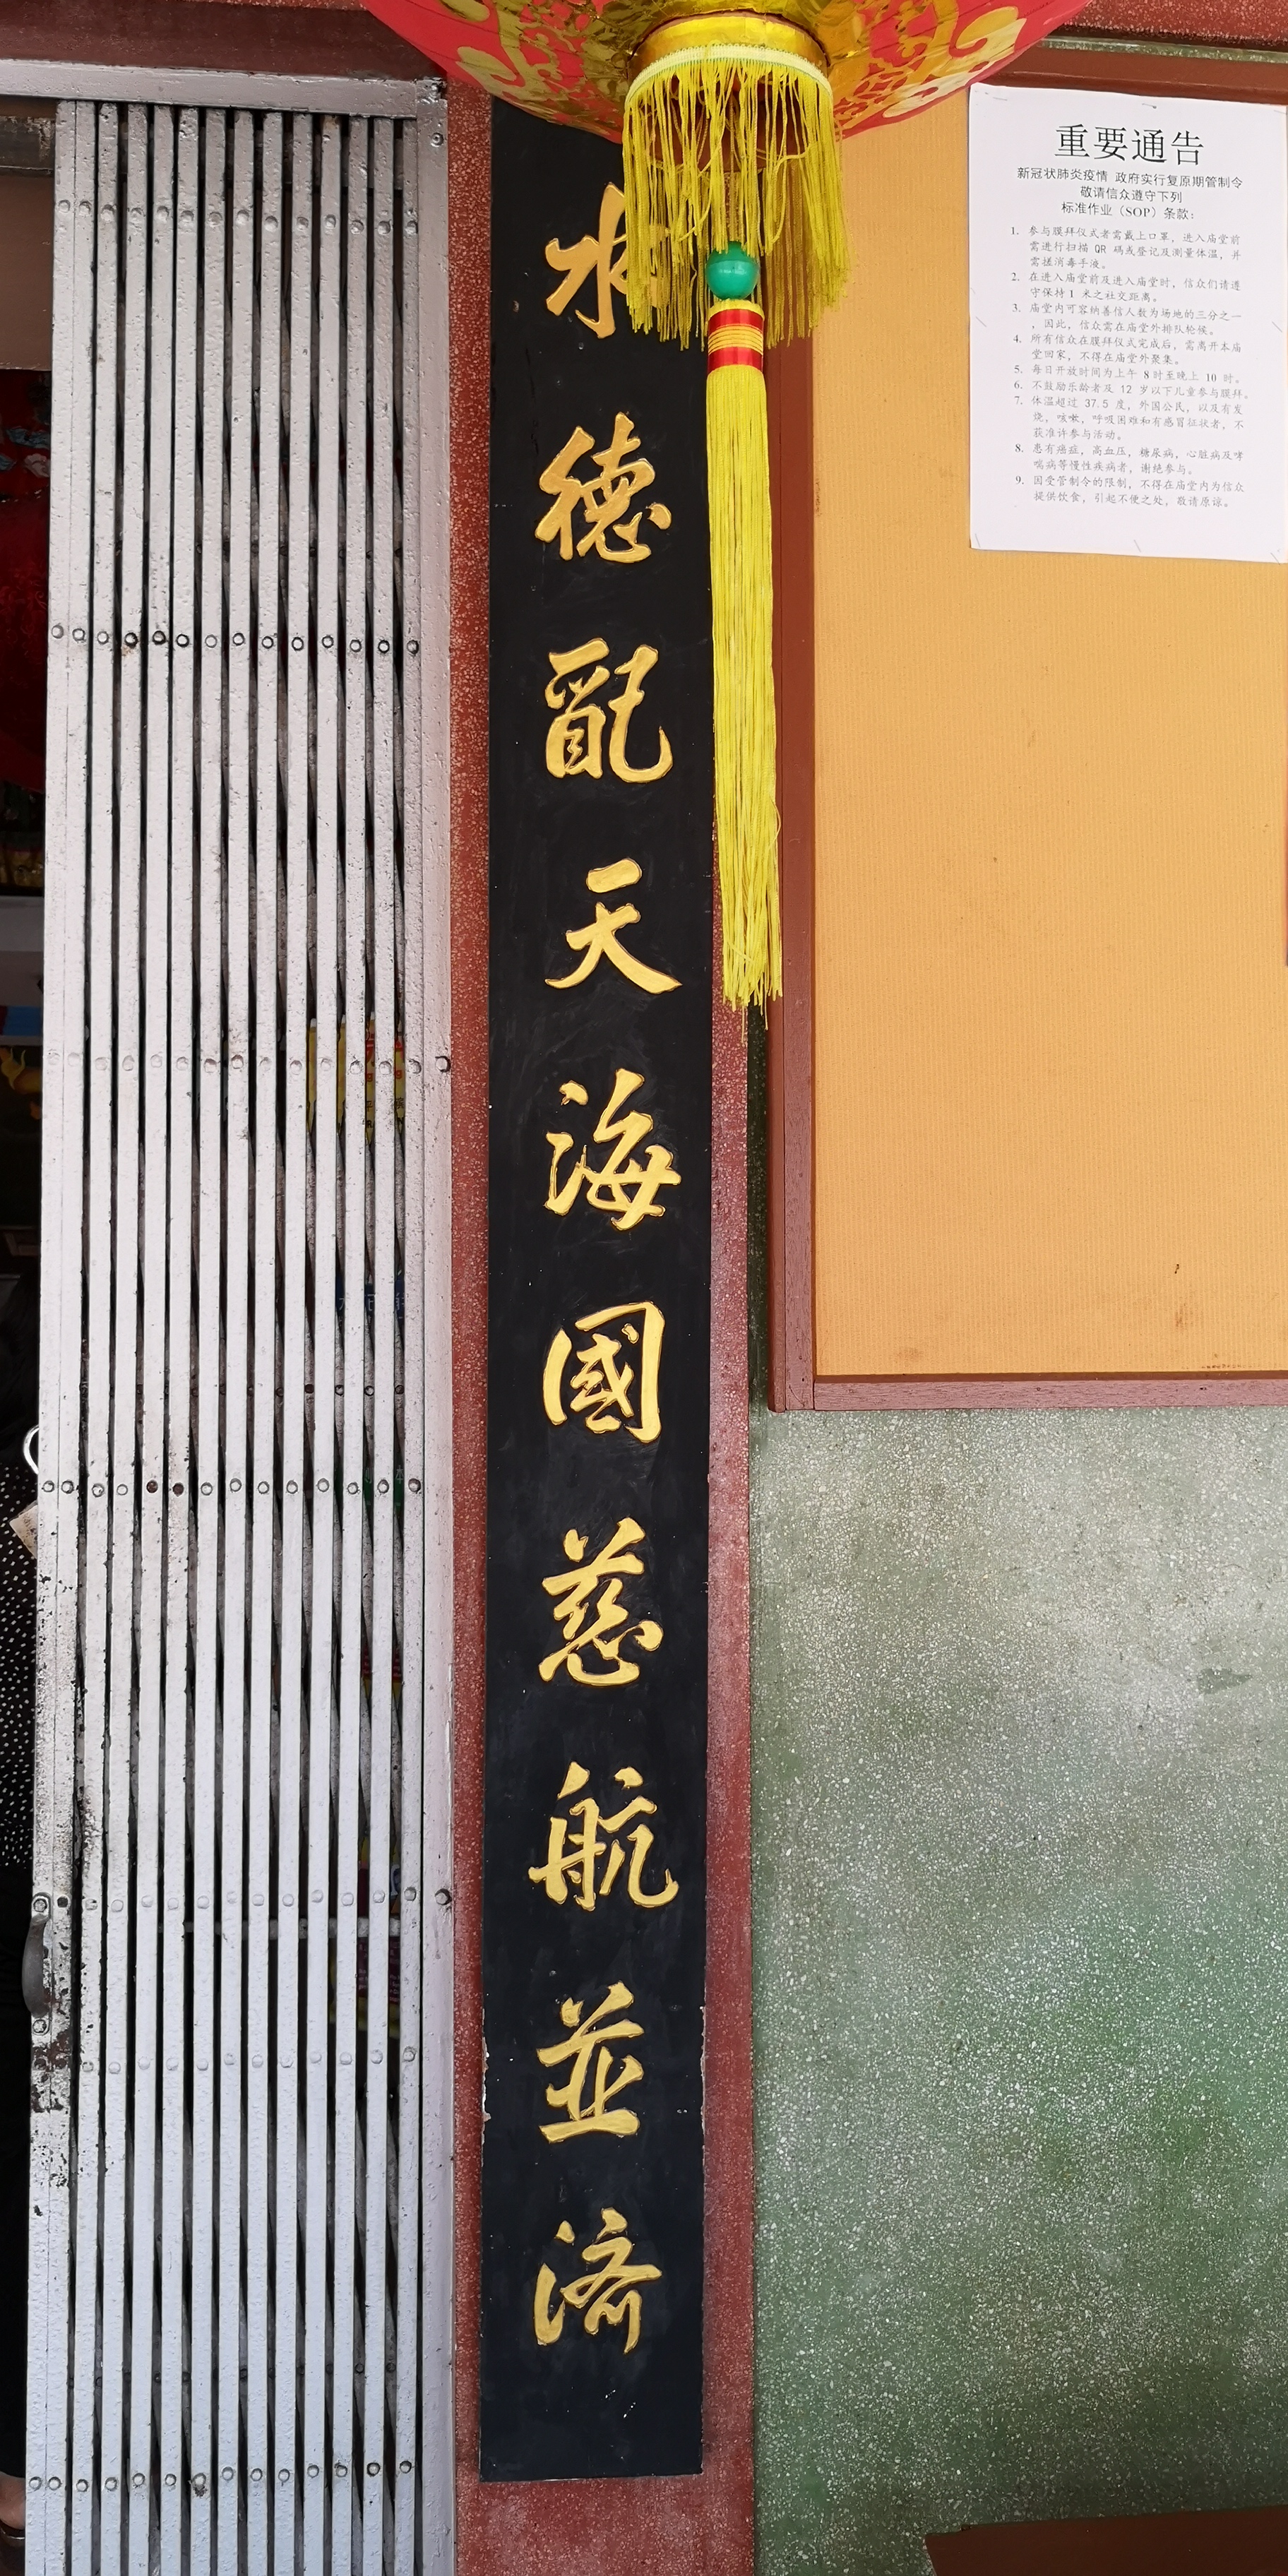 水德配天海國慈航並济
重要通告
新冠状肺炎疫情 政府实行复原期管制令
敬请信众遵守下列
标准作业（SOP）条款：
1. 参与膜拜仪式者需戴上口罩，进入庙堂前
需进行扫描 QR 码或登记及测量体温，并
需搓消毒手液。
2. 在进入庙堂前及进入庙堂时，信众们请遵
守保持 1 米之社交距离。
3. 庙堂内可容纳善信人数为场地的三分之一
，因此，信众需在庙堂外排队轮候。
4. 所有信众在膜拜仪式完成后，需离开本庙
堂回家，不得在庙堂外聚集。
5. 每日开放时间为上午 8 时至晚上 10 时。
6. 不鼓励乐龄者及 12 岁以下儿童参与膜拜。
7. 体温超过 37.5 度，外国公民，以及有发
烧，咳嗽，呼吸困难和有感冒征状者，不
获准许参与活动。
8. 患有癌症，高血压，糖尿病，心脏病及哮
喘病等慢性疾病者，谢绝参与。
9. 因受管制令的限制，不得在庙堂内为信众
提供饮食，引起不便之处，敬请原谅。